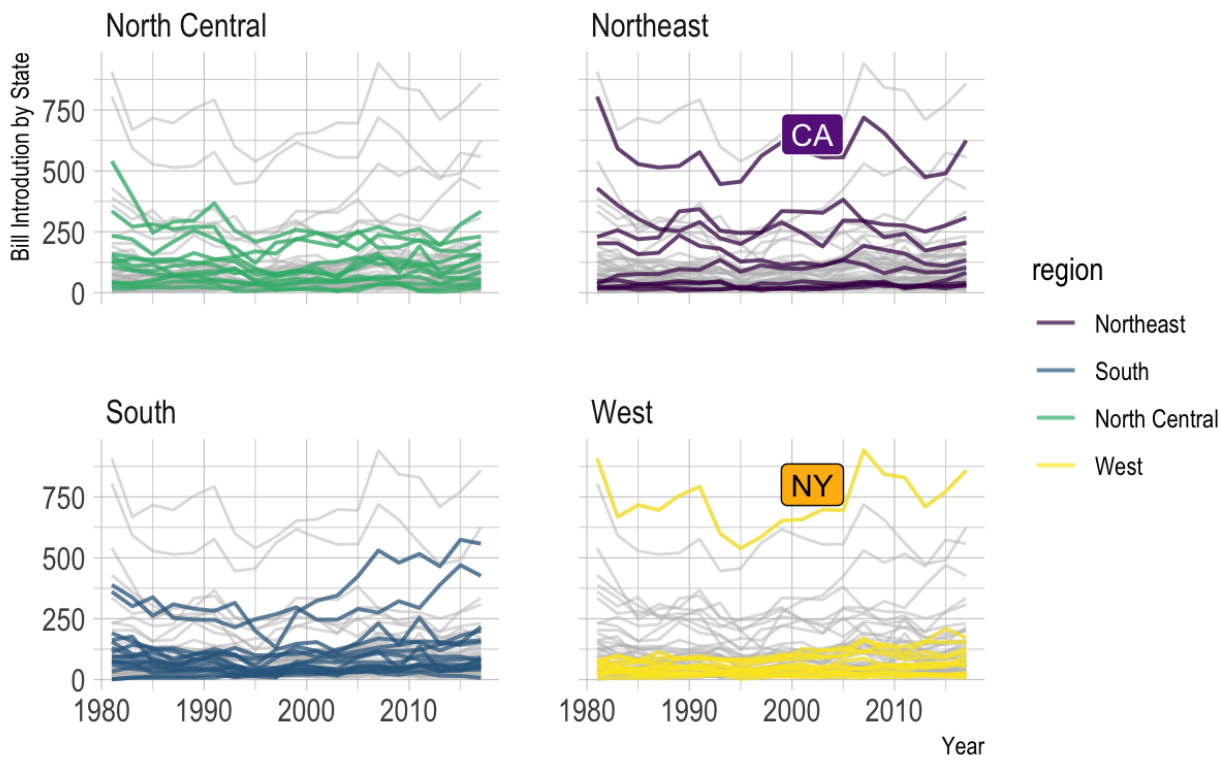 North Central
Northeast
Bill Introdution by State
750
500
250
0
CA
South
West
750
500
250
0
NY
1980
1990
2000
2010
1980
1990
2000
2010
Year
region
Northeast
South
North Central
West